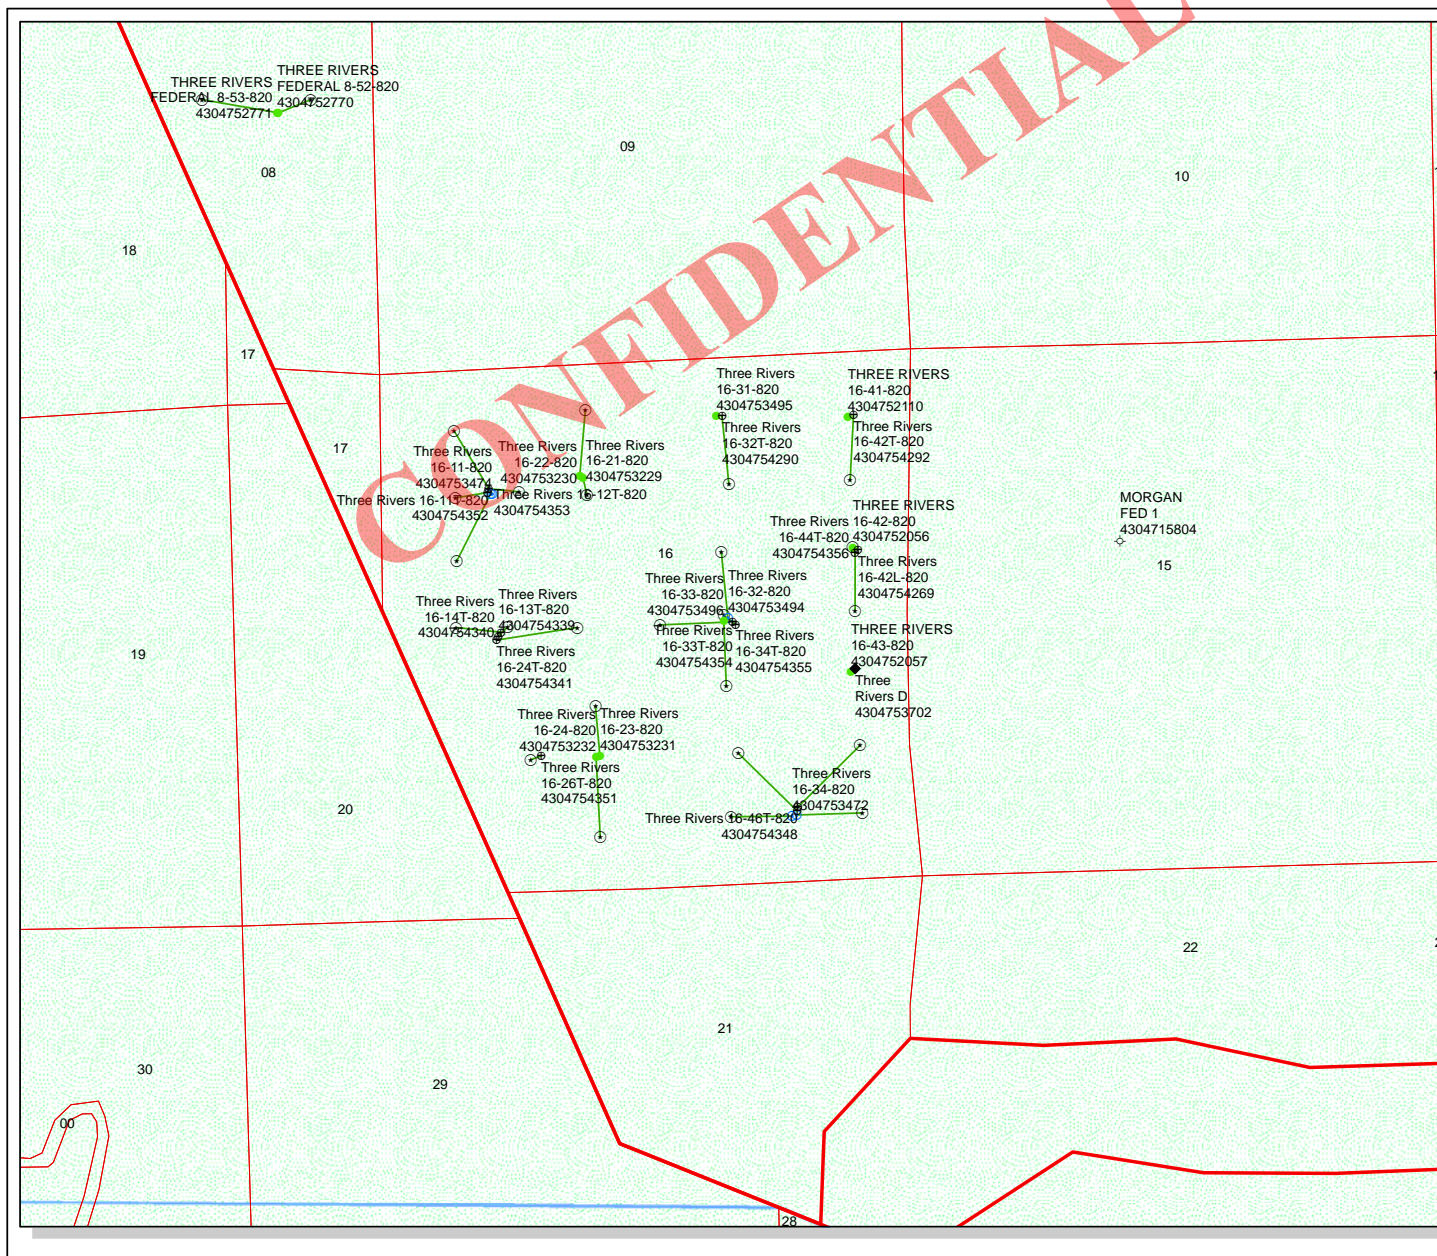 CONFIDENTIAL
THREE RIVERS
FEDERAL 8-53-820
4304752771
THREE RIVERS
FEDERAL 8-52-820
4304752770
08
09
10
18
17
17
Three Rivers
16-11-820
4304753474
Three Rivers
16-22-820
4304753230
Three Rivers
16-21-820
4304753229
Three Rivers 16-11T-820
4304754352
Three Rivers 16-12T-820
4304754353
Three Rivers
16-31-820
4304753495
Three Rivers
16-32T-820
4304754290
THREE RIVERS
16-41-820
4304752110
Three Rivers
16-42T-820
4304754292
THREE RIVERS
16-42-820
4304752056
Three Rivers
16-44T-820
4304754356
Three Rivers
16-42L-820
4304754269
MORGAN
FED 1
4304715804
15
16
Three Rivers
16-33-820
4304753496
Three Rivers
16-32-820
4304753494
Three Rivers
16-33T-820
4304754354
Three Rivers
16-34T-820
4304754355
Three Rivers
16-14T-820
4304754340
Three Rivers
16-13T-820
4304754339
Three Rivers
16-24T-820
4304754341
THREE RIVERS
16-43-820
4304752057
Three
Rivers D
4304753702
19
Three Rivers
16-24-820
4304753232
Three Rivers
16-23-820
4304753231
Three Rivers
16-26T-820
4304754351
Three Rivers
16-34-820
4304753472
Three Rivers 16-46T-820
4304754348
20
22
21
30
29
00
28